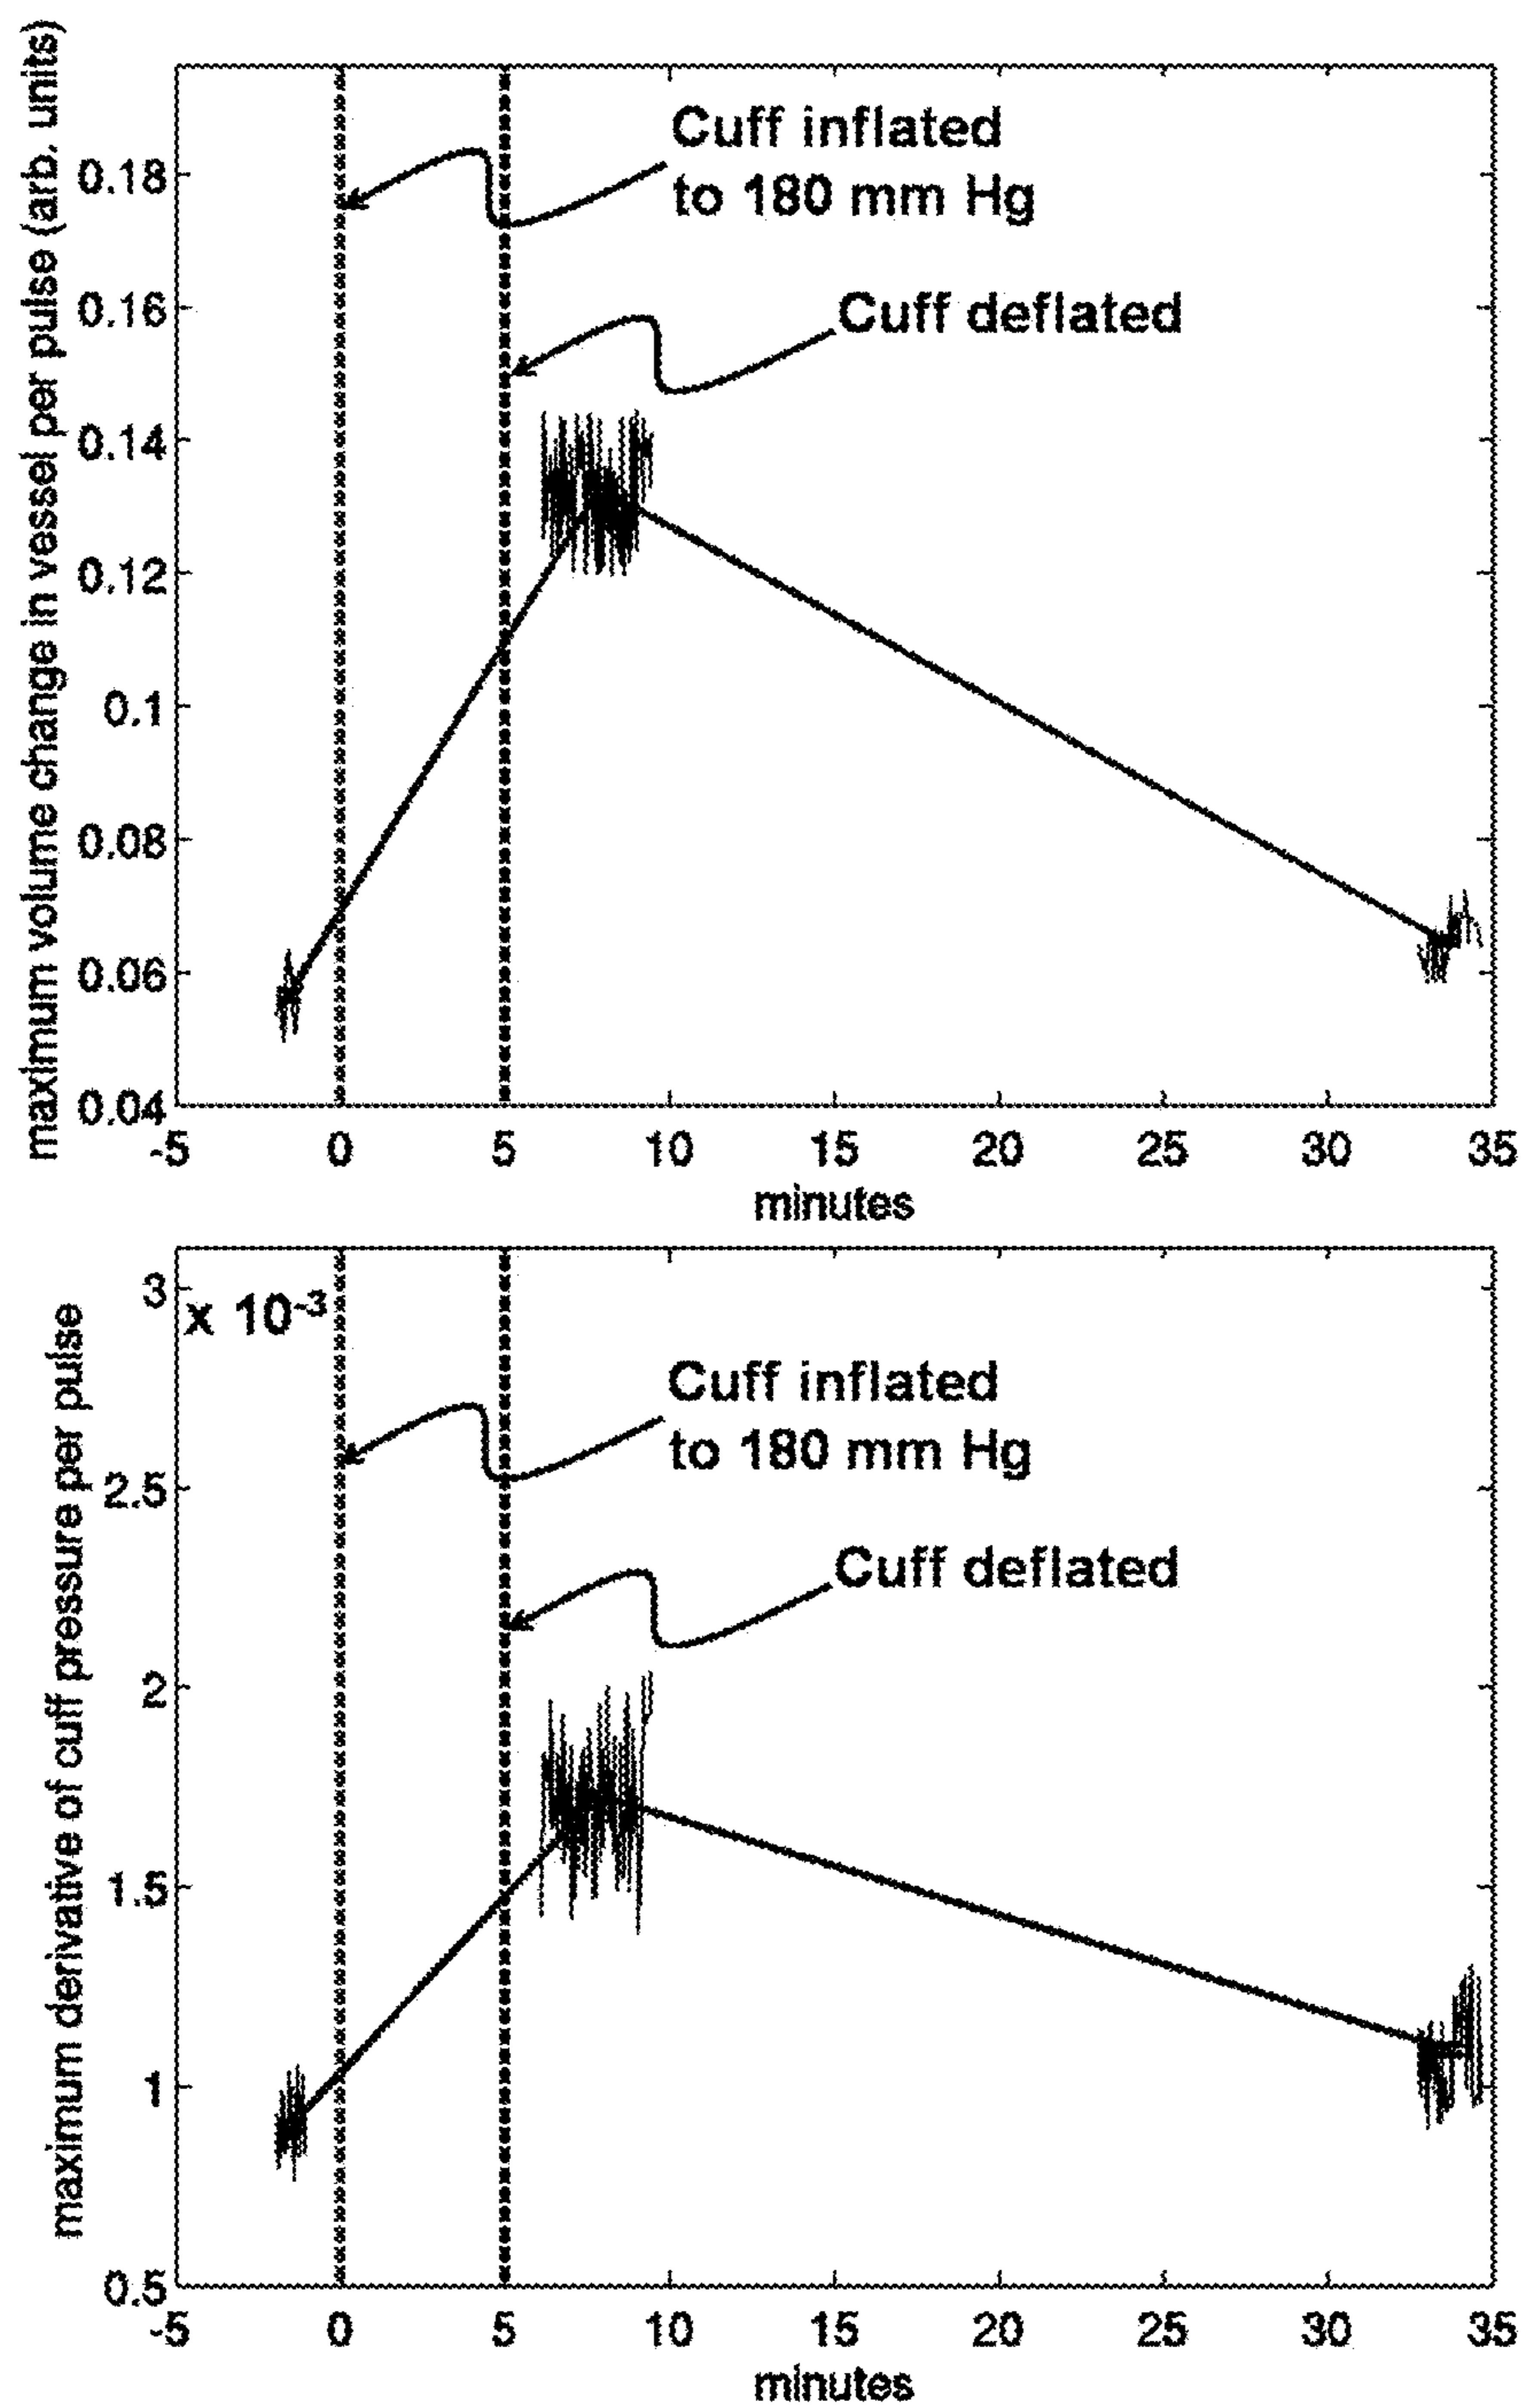 maximum volume change in vessel per pulse (arb. units)
0.18
0.16
0.14
0.12
0.1
0.08
0.06
0.04
Cuff inflated
to 180 mm Hg
Cuff deflated
-5 0 5 10 15 20 25 30 35
minutes
maximum derivative of cuff pressure per pulse
3
x 10-3
2.5
2
1.5
1
0.5
Cuff inflated
to 180 mm Hg
Cuff deflated
-5 0 5 10 15 20 25 30 35
minutes